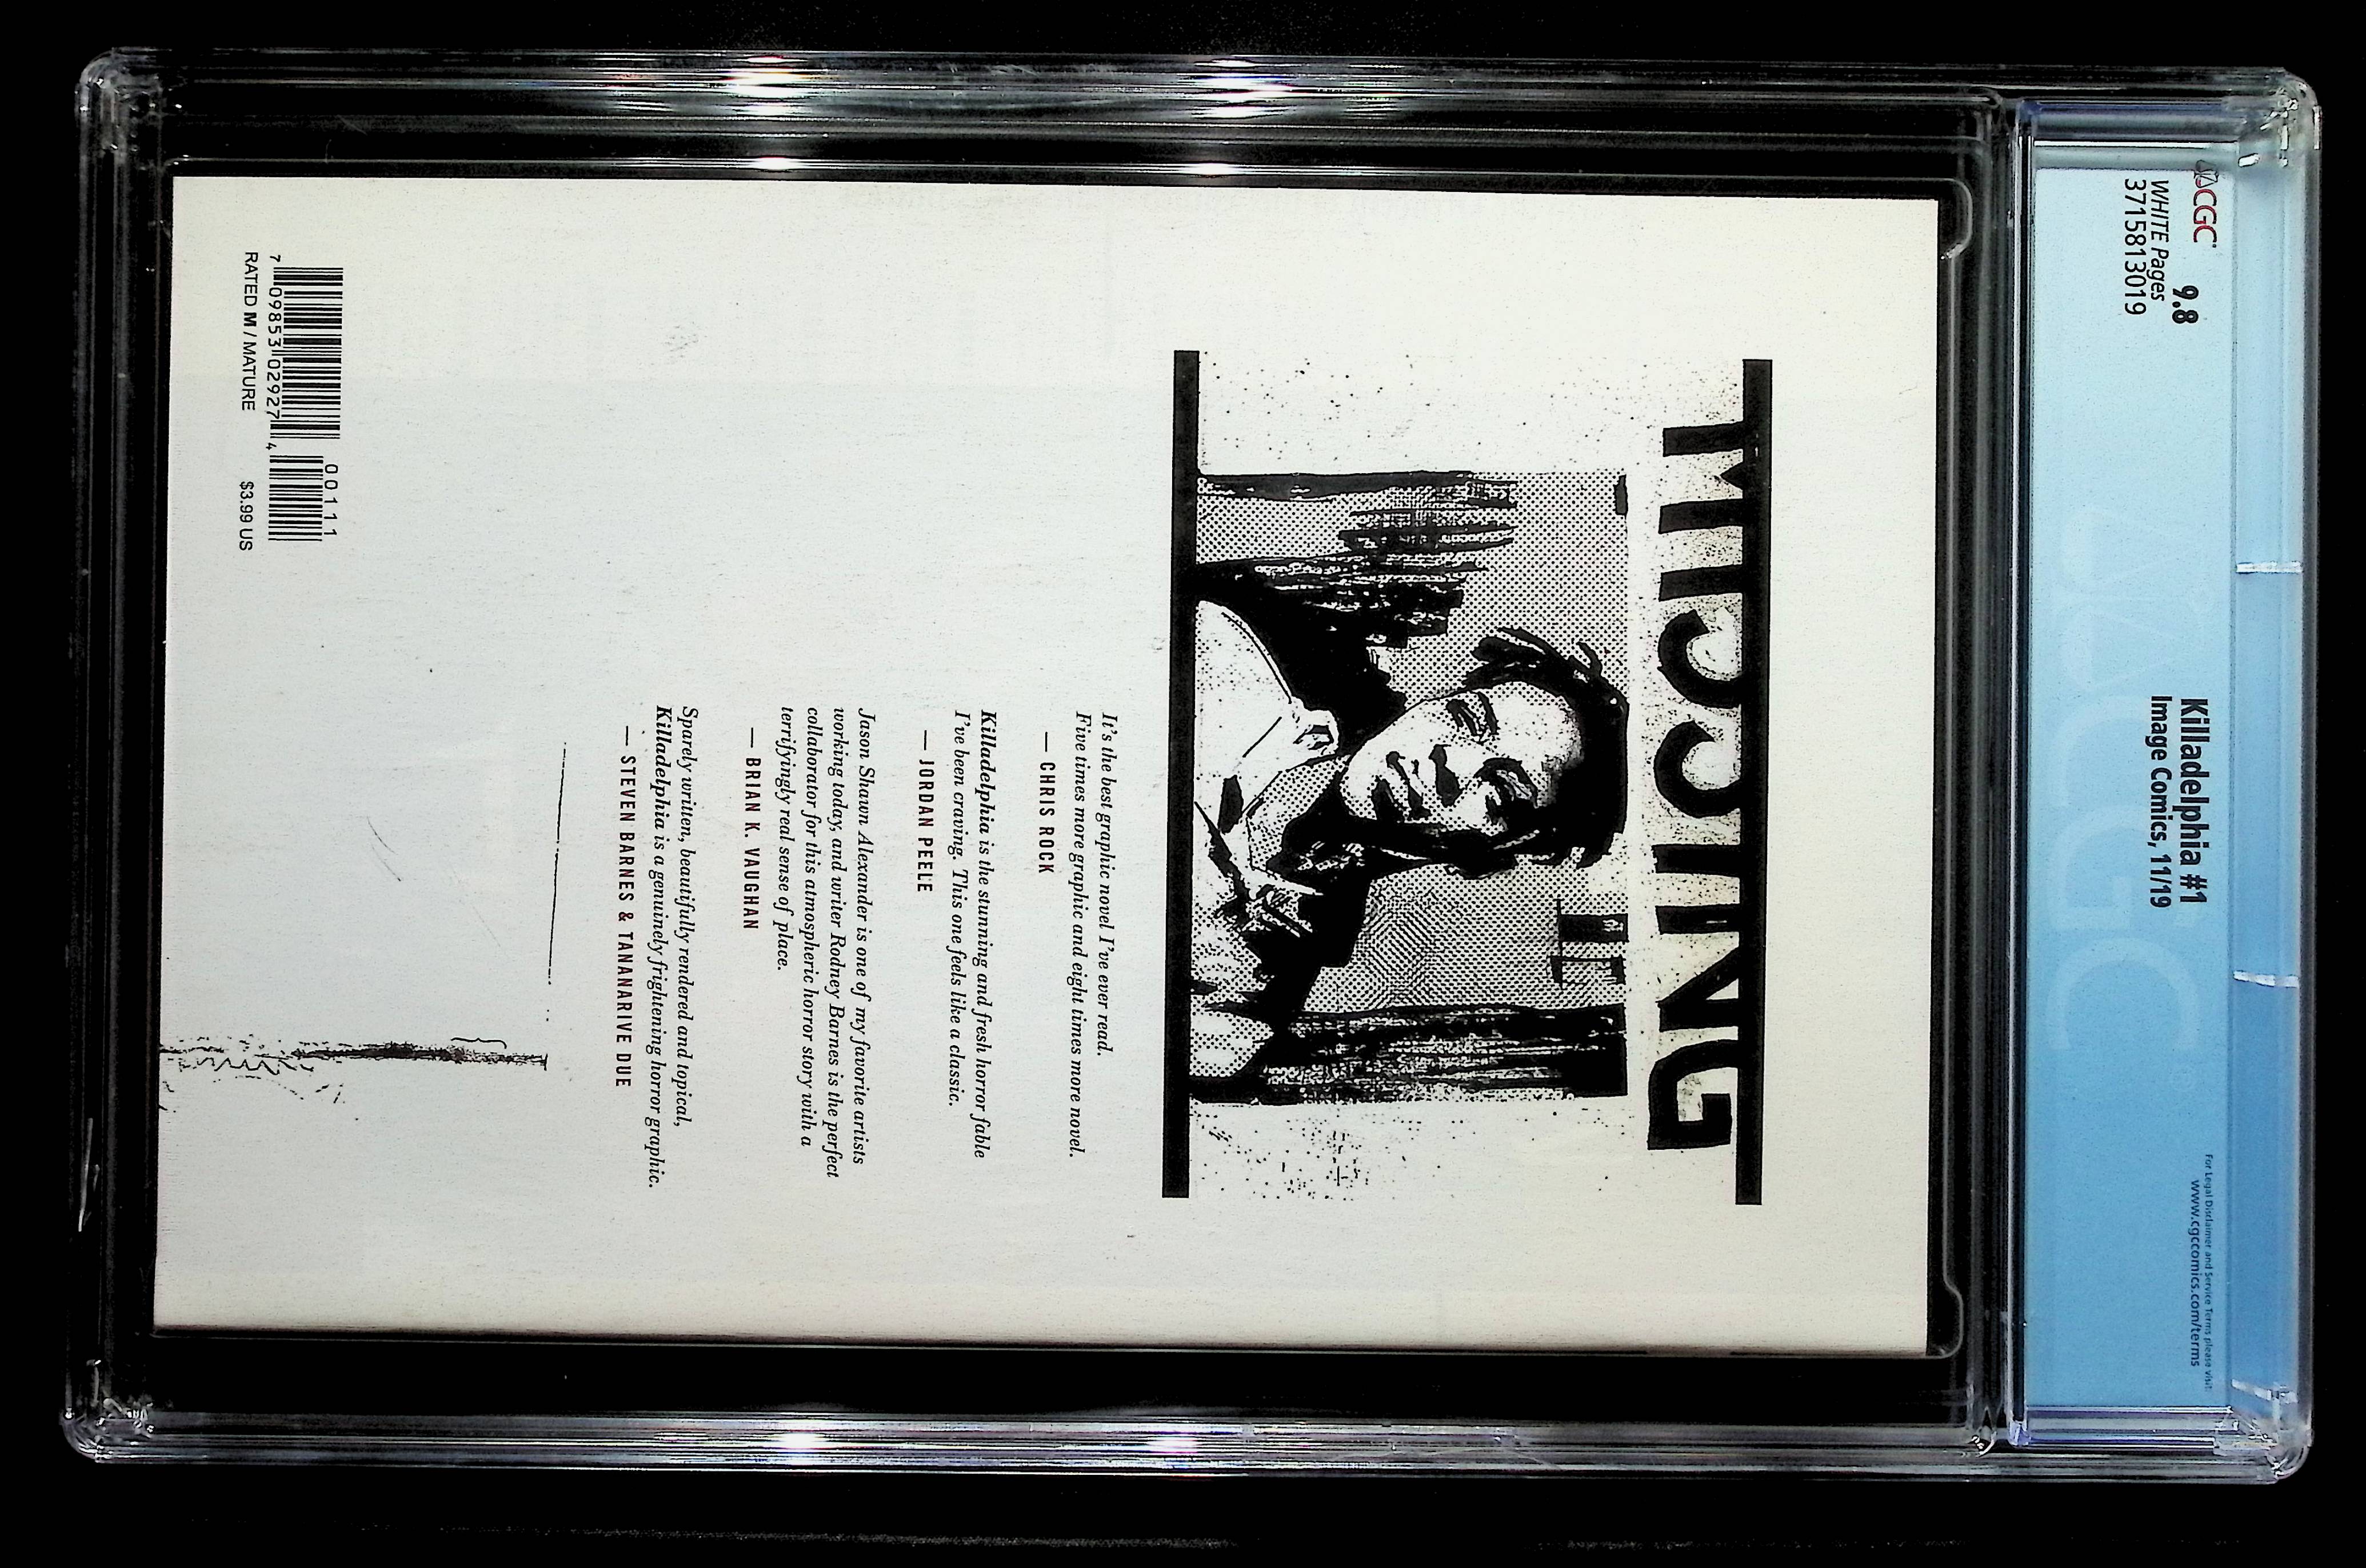 CGC
9.8
WHITE Pages
3715813019
Killadelphia #1
Image Comics, 11/19
For Legal Disclaimer and Service Terms please visit:
www.cgccomics.com/terms
MISSING
It's the best graphic novel I've ever read.
Five times more graphic and eight times more novel.
— CHRIS ROCK
Killadelphia is the stunning and fresh horror fable
I've been craving. This one feels like a classic.
— JORDAN PEELE
Jason Shawn Alexander is one of my favorite artists
working today, and writer Rodney Barnes is the perfect
collaborator for this atmospheric horror story with a
terrifyingly real sense of place.
— BRIAN K. VAUGHAN
Sparely written, beautifully rendered and topical,
Killadelphia is a genuinely frightening horror graphic.
— STEVEN BARNES & TANANARIVE DUE
00111
7 09853 02927 4
RATED M / MATURE $3.99 US